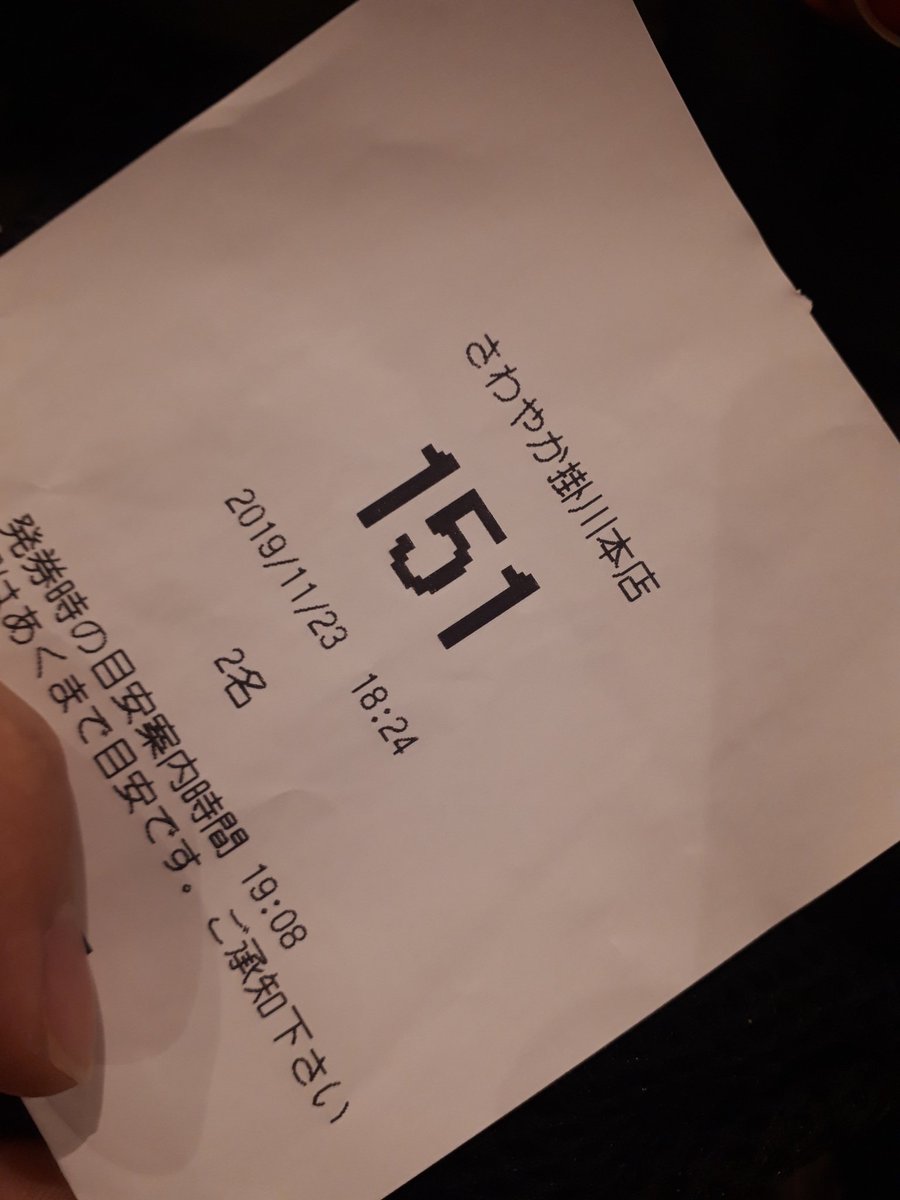 さわやか掛川本店
151
2019/11/23 18:24
2名
発券時の目安案内時間 19:08
はあくまで目安です。ご承知下さい